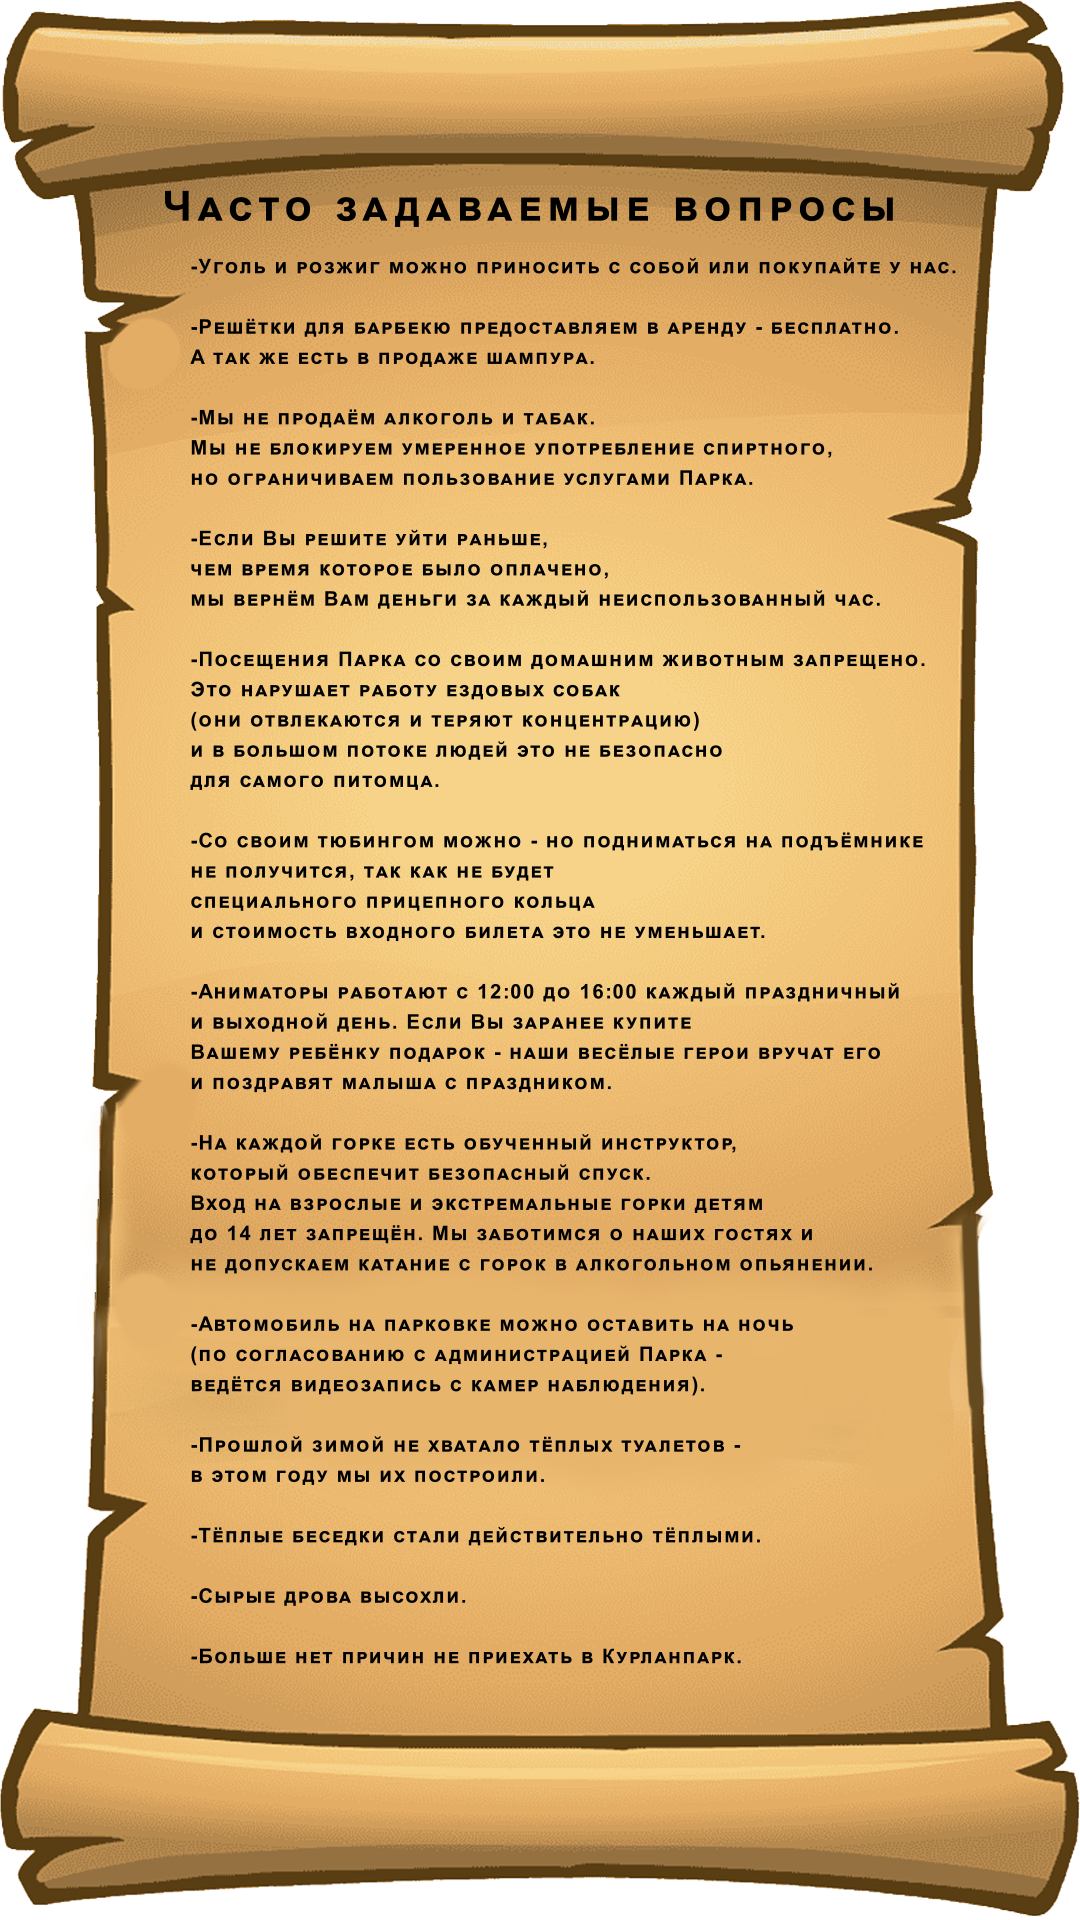 Часто задаваемые вопросы
-Уголь и розжиг можно приносить с собой или покупайте у нас.
-Решётки для барбекю предоставляем в аренду - бесплатно.
А так же есть в продаже шампура.
-Мы не продаём алкоголь и табак.
Мы не блокируем умеренное употребление спиртного,
но ограничиваем пользование услугами Парка.
-Если Вы решите уйти раньше,
чем время которое было оплачено,
мы вернём Вам деньги за каждый неиспользованный час.
-Посещения Парка со своим домашним животным запрещено.
Это нарушает работу ездовых собак
(они отвлекаются и теряют концентрацию)
и в большом потоке людей это не безопасно
для самого питомца.
-Со своим тюбингом можно - но подниматься на подъёмнике
не получится, так как не будет
специального прицепного кольца
и стоимость входного билета это не уменьшает.
-Аниматоры работают с 12:00 до 16:00 каждый праздничный
и выходной день. Если Вы заранее купите
Вашему ребёнку подарок - наши весёлые герои вручат его
и поздравят малыша с праздником.
-На каждой горке есть обученный инструктор,
который обеспечит безопасный спуск.
Вход на взрослые и экстремальные горки детям
до 14 лет запрещён. Мы заботимся о наших гостях и
не допускаем катание с горок в алкогольном опьянении.
-Автомобиль на парковке можно оставить на ночь
(по согласованию с администрацией Парка -
ведётся видеозапись с камер наблюдения).
-Прошлой зимой не хватало тёплых туалетов -
в этом году мы их построили.
-Тёплые беседки стали действительно тёплыми.
-Сырые дрова высохли.
-Больше нет причин не приехать в Курланпарк.